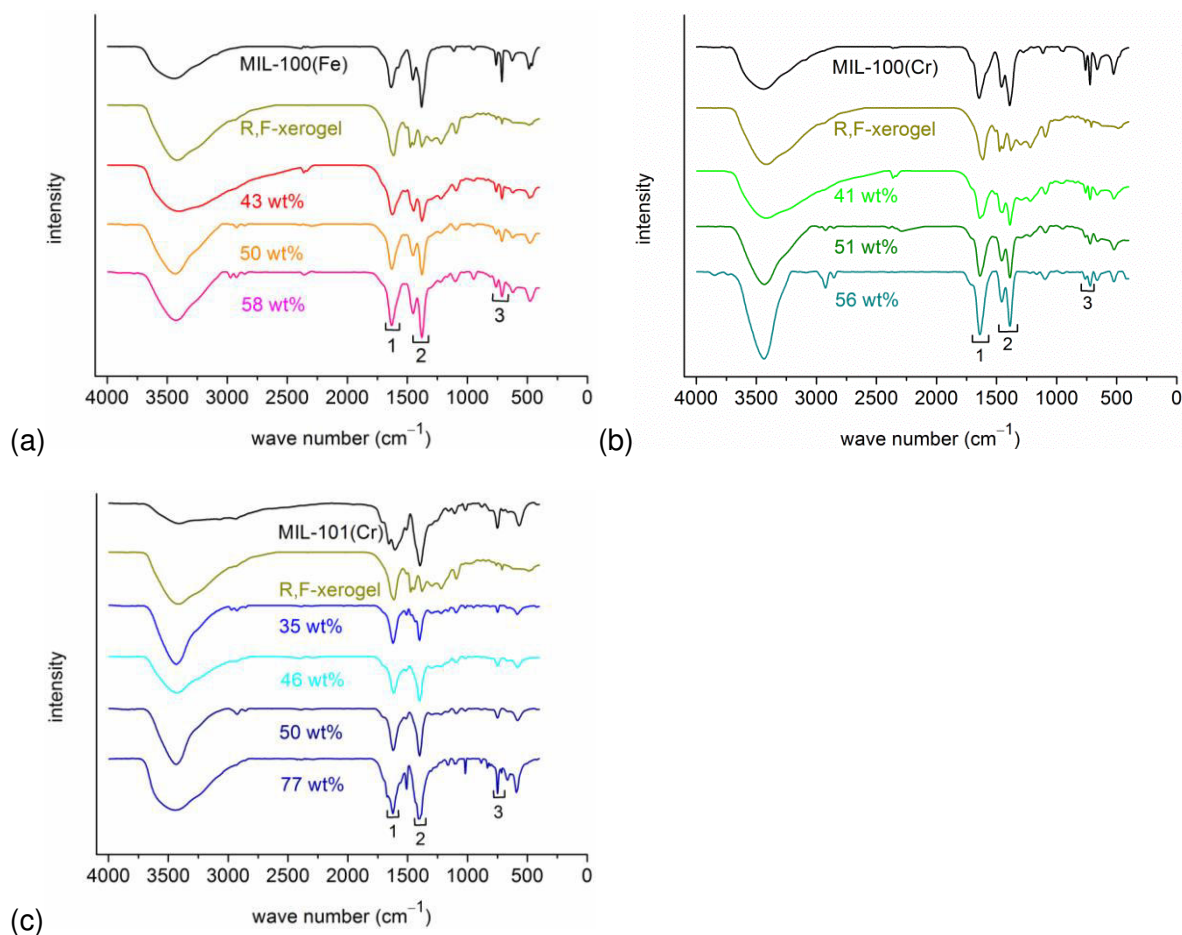 MIL-100(Fe)
R,F-xerogel
43 wt%
50 wt%
58 wt%
1
2
3
intensity
4000 3500 3000 2500 2000 1500 1000 500 0
wave number (cm⁻¹)
(a)
MIL-100(Cr)
R,F-xerogel
41 wt%
51 wt%
56 wt%
1
2
3
intensity
4000 3500 3000 2500 2000 1500 1000 500 0
wave number (cm⁻¹)
(b)
MIL-101(Cr)
R,F-xerogel
35 wt%
46 wt%
50 wt%
77 wt%
1
2
3
intensity
4000 3500 3000 2500 2000 1500 1000 500 0
wave number (cm⁻¹)
(c)